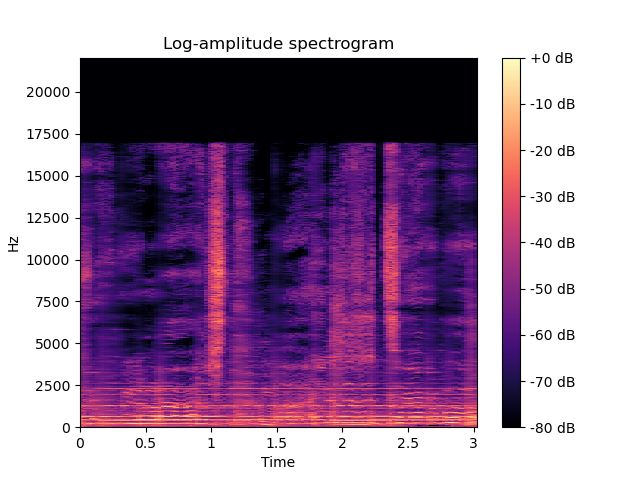 Log-amplitude spectrogram
Hz
20000
17500
15000
12500
10000
7500
5000
2500
0
0 0.5 1 1.5 2 2.5 3
Time
+0 dB
-10 dB
-20 dB
-30 dB
-40 dB
-50 dB
-60 dB
-70 dB
-80 dB